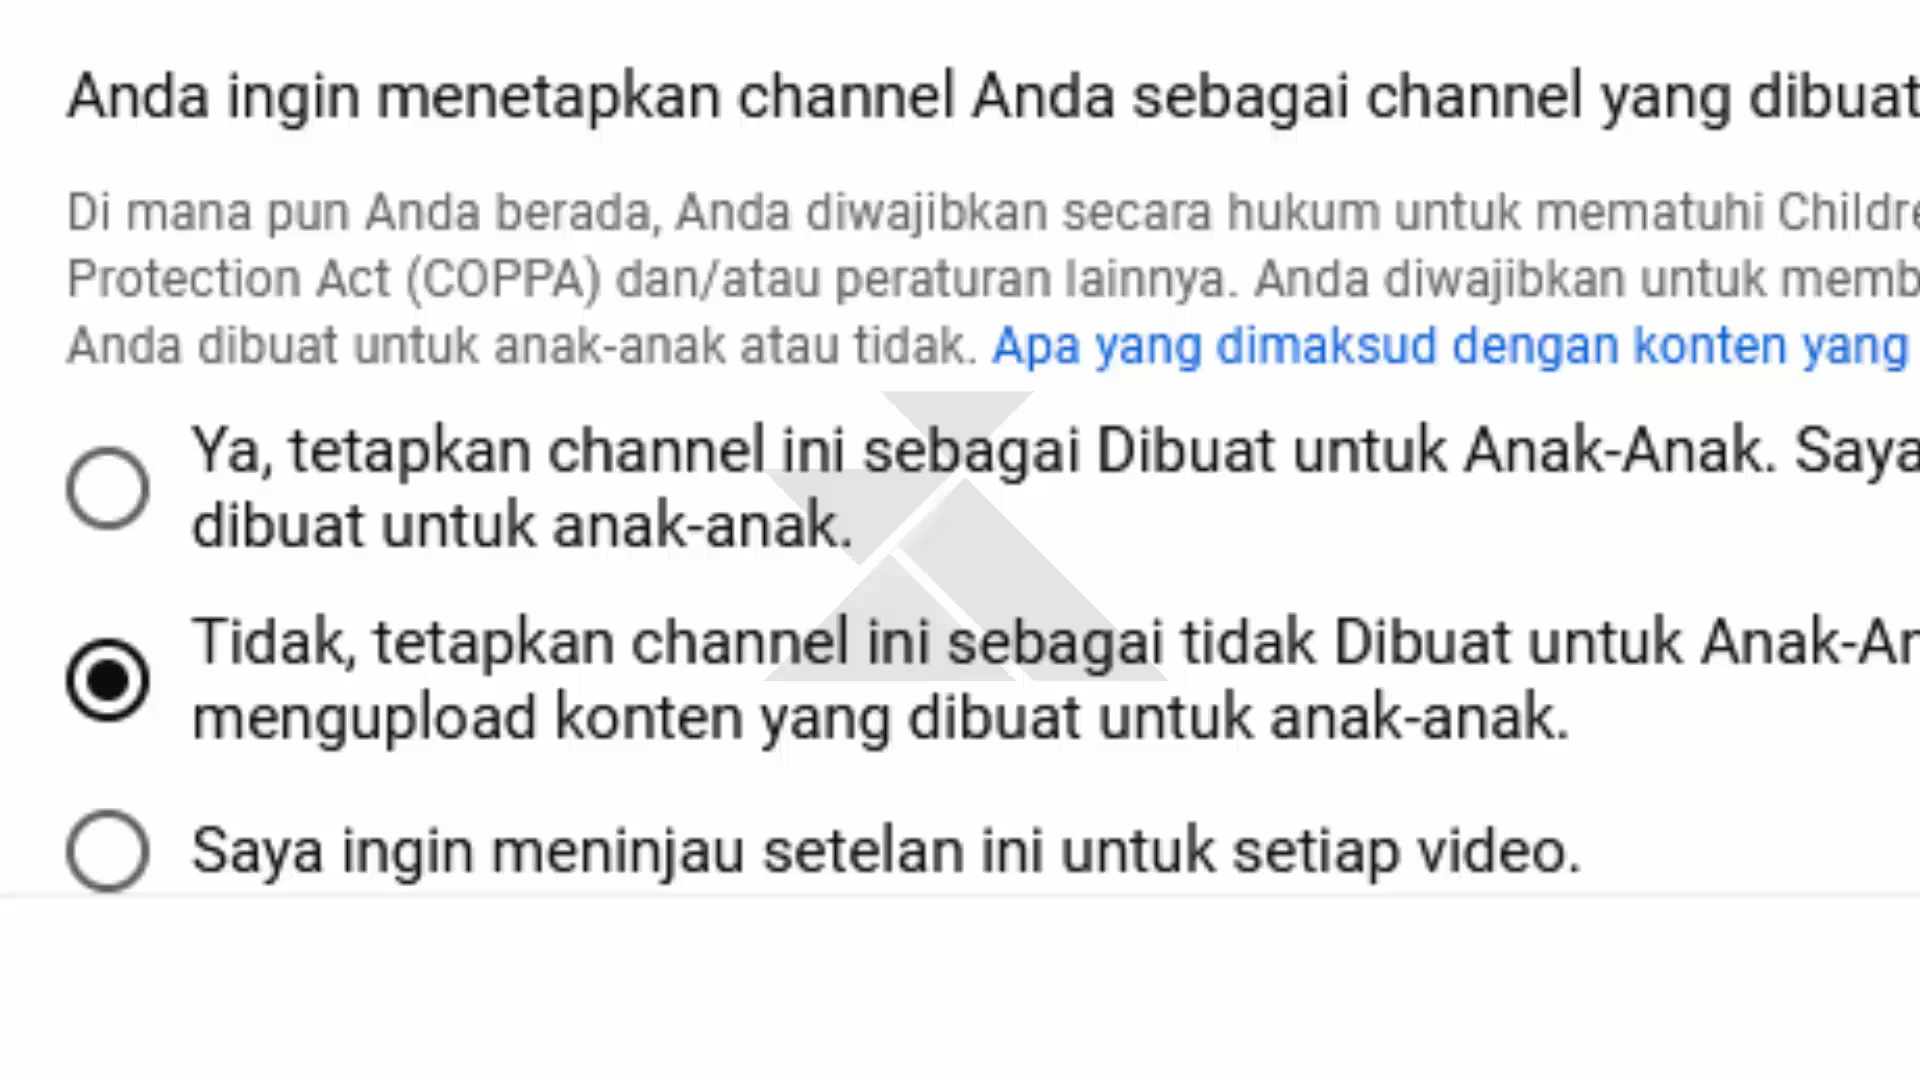 Anda ingin menetapkan channel Anda sebagai channel yang dibuat
Di mana pun Anda berada, Anda diwajibkan secara hukum untuk mematuhi
Protection Act (COPPA) dan/atau peraturan lainnya. Anda diwajibkan untuk
Anda dibuat untuk anak-anak atau tidak. Apa yang dimaksud dengan konten yang
Ya, tetapkan channel ini sebagai Dibuat untuk Anak-Anak. Saya
dibuat untuk anak-anak.
Tidak, tetapkan channel ini sebagai tidak Dibuat untuk
mengupload konten yang dibuat untuk anak-anak.
Saya ingin meninjau setelan ini untuk setiap video.